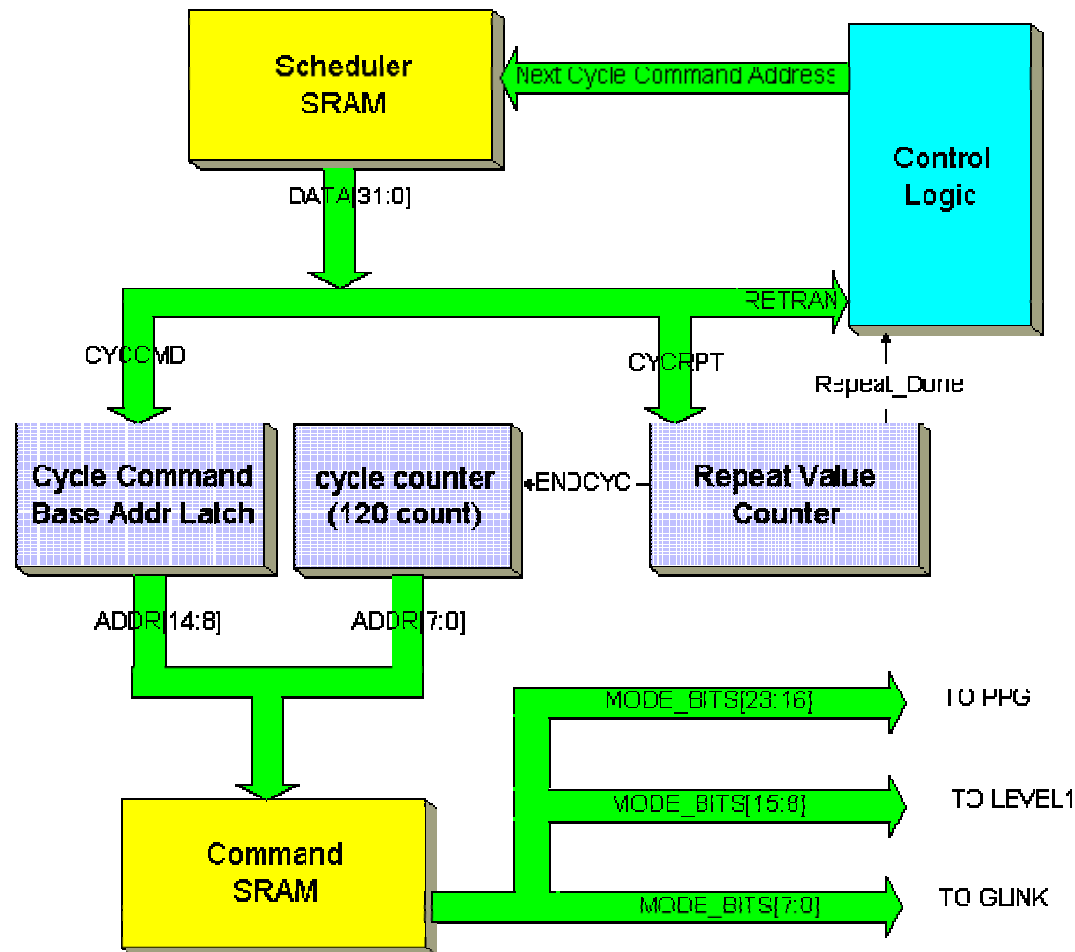 Scheduler
SRAM
Next Cycle Command Address
Control
Logic
DATA[31:0]
RETRAN
CYCCMD
CYCRPT
Repeat_Done
Cycle Command
Base Addr Latch
cycle counter
(120 count)
ENDCYC
Repeat Value
Counter
ADDR[14:8]
ADDR[7:0]
MODE_BITS[23:16]
TO PPG
MODE_BITS[15:8]
TO LEVEL1
Command
SRAM
MODE_BITS[7:0]
TO GLINK